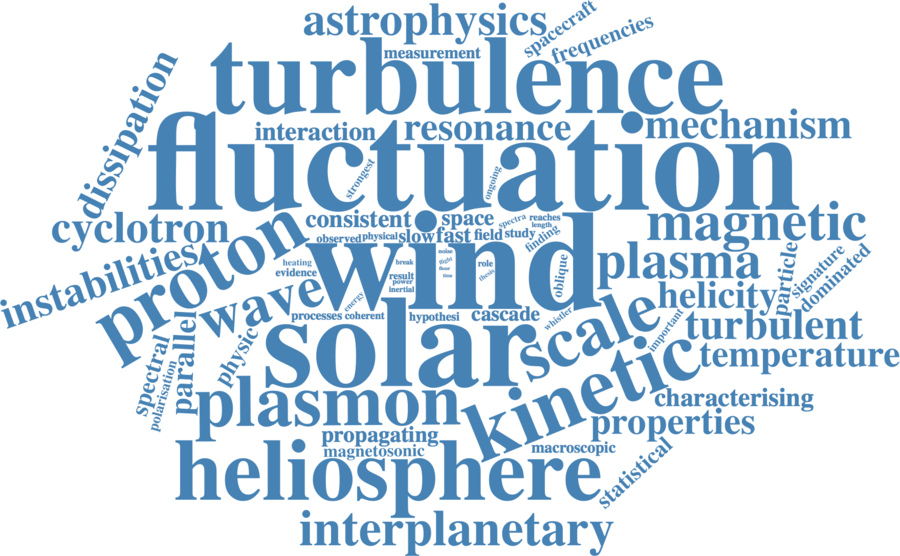 astrophysics
spacecraft
frequencies
measurement
turbulence
dissipation
interaction
resonance
mechanism
fluctuation
strongest
ongoing
cyclotron
consistent
space
spectra
reaches
length
magnetic
observed
physical
slow
fast
field
study
finding
proton
wind
instabilities
heating
evidence
break
noise
flight
floor
role
thesis
result
power
inertial
oblique
plasma
particle
signature
dominated
wave
energy
processes
coherent
hypothesi
cascade
whistler
helicity
scale
important
turbulent
solar
parallel
physic
spectral
polarisation
temperature
kinetic
plasmon
characterising
properties
propagating
magnetosonic
macroscopic
heliosphere
statistical
interplanetary